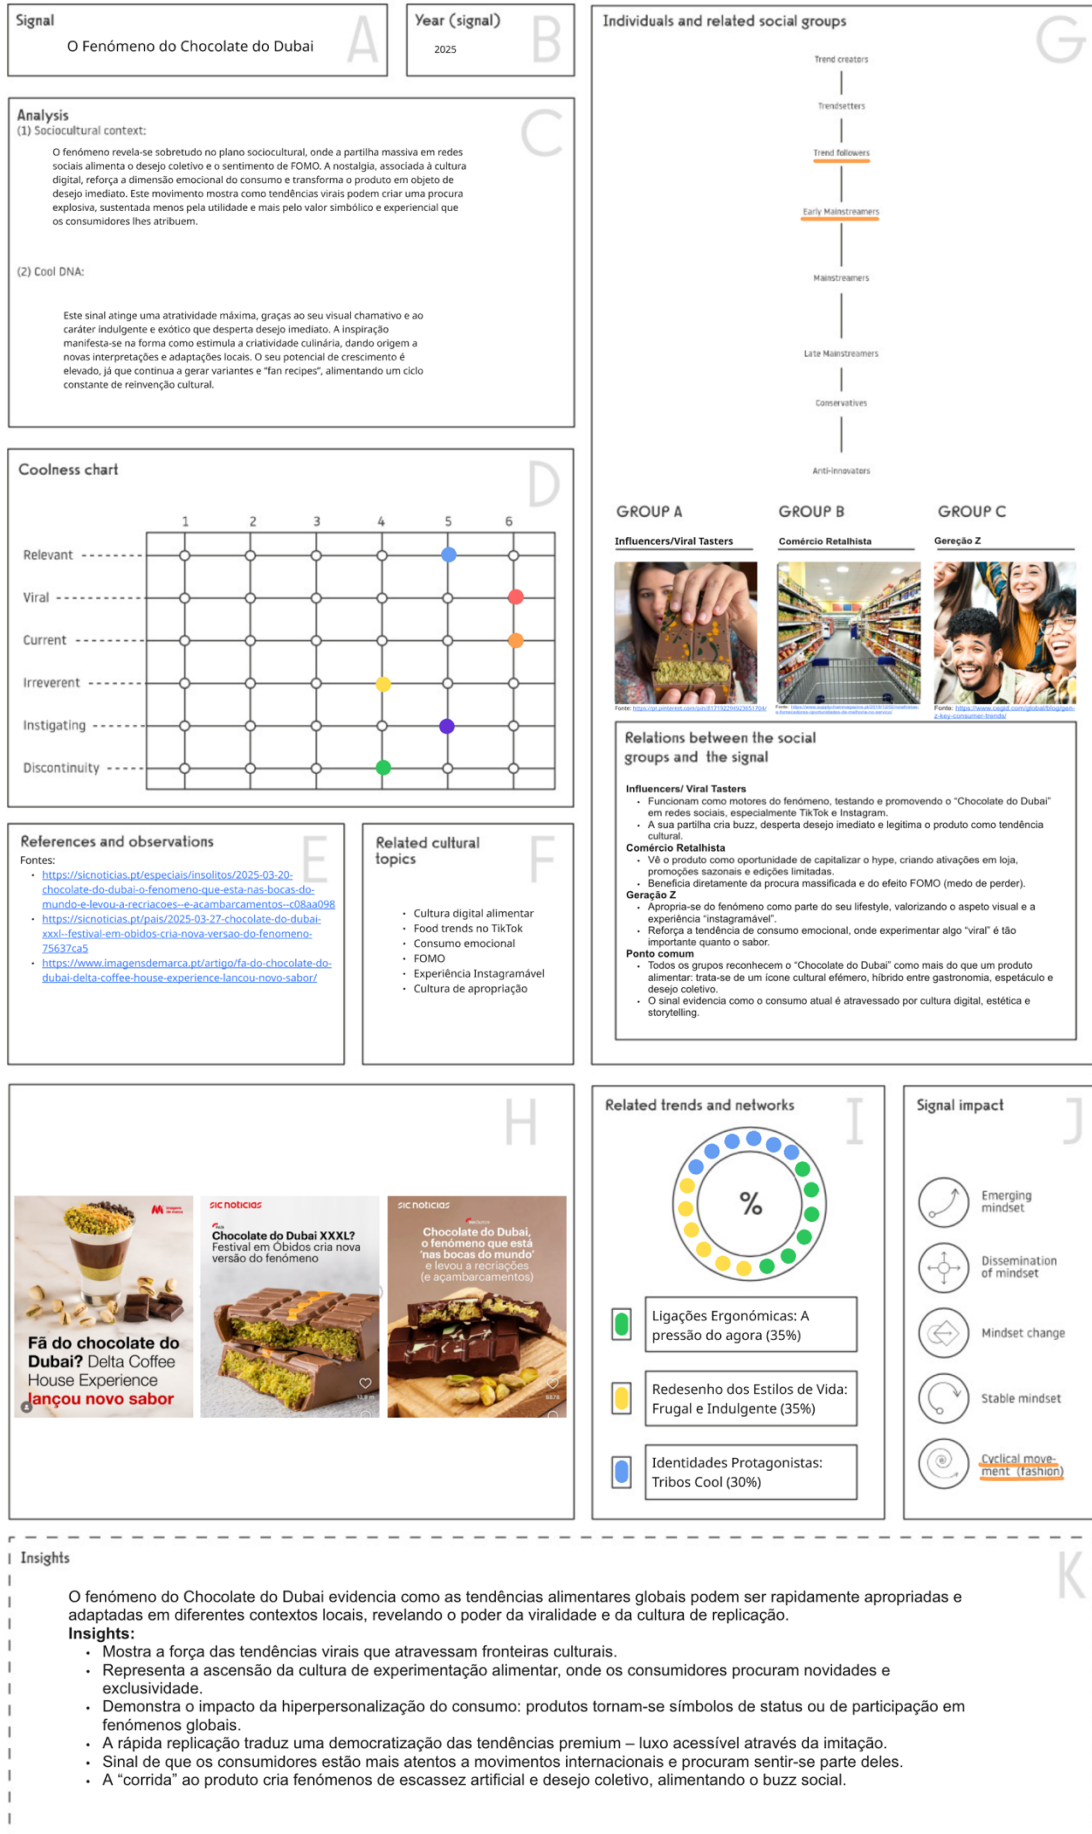 Signal
A
O Fenómeno do Chocolate do Dubai
Year (signal)
B
2025
Analysis
C
(1) Sociocultural context:
O fenómeno revela-se sobretudo no plano sociocultural, onde a partilha massiva em redes
sociais alimenta o desejo coletivo e o sentimento de FOMO. A nostalgia, associada à cultura
digital, reforça a dimensão emocional do consumo e transforma o produto em objeto de
desejo imediato. Este movimento mostra como tendências virais podem criar uma procura
explosiva, sustentada menos pela utilidade e mais pelo valor simbólico e experiencial que
os consumidores lhes atribuem.
(2) Cool DNA:
Este sinal atinge uma atratividade máxima, graças ao seu visual chamativo e ao
caráter indulgente e exótico que desperta desejo imediato. A inspiração
manifesta-se na forma como estimula a criatividade culinária, dando origem a
novas interpretações e adaptações locais. O seu potencial de crescimento é
elevado, já que continua a gerar variantes e "fan recipes", alimentando um ciclo
constante de reinvenção cultural.
Coolness chart
D
1 2 3 4 5 6
Relevant
Viral
Current
Irreverent
Instigating
Discontinuity
References and observations
E
Fontes:
https://sicnoticias.pt/especiais/insolitos/2025-03-20-
chocolate-do-dubai-o-fenomeno-que-esta-nas-bocas-do-
mundo-e-levou-a-recriacoes--e-acambarcamentos--c08aa098
https://sicnoticias.pt/pais/2025-03-27-chocolate-do-dubai-
xxxl--festival-em-obidos-cria-nova-versao-do-fenomeno-
75637ca5
https://www.imagensdemarca.pt/artigo/fa-do-chocolate-do-
dubai-delta-coffee-house-experience-lancou-novo-sabor/
Related cultural
topics
F
Cultura digital alimentar
Food trends no TikTok
Consumo emocional
FOMO
Experiência Instagramável
Cultura de apropriação
Individuals and related social groups
G
Trend creators
Trendsetters
Trend followers
Early Mainstreamers
Mainstreamers
Late Mainstreamers
Conservatives
Anti-innovators
GROUP A
GROUP B
GROUP C
Influencers/Viral Tasters
Comércio Retalhista
Gereção Z
Fonte:
Fonte:
Fonte: https://www.cegid.com/global/blog/gen-
z-key-consumer-trends/
Relations between the social
groups and the signal
Influencers/ Viral Tasters
Funcionam como motores do fenómeno, testando e promovendo o "Chocolate do Dubai"
em redes sociais, especialmente TikTok e Instagram.
A sua partilha cria buzz, desperta desejo imediato e legitima o produto como tendência
cultural.
Comércio Retalhista
Vê o produto como oportunidade de capitalizar o hype, criando ativações em loja,
promoções sazonais e edições limitadas.
Beneficia diretamente da procura massificada e do efeito FOMO (medo de perder).
Geração Z
Apropria-se do fenómeno como parte do seu lifestyle, valorizando o aspeto visual e a
experiência "instagramável".
Reforça a tendência de consumo emocional, onde experimentar algo "viral" é tão
importante quanto o sabor.
Ponto comum
Todos os grupos reconhecem o "Chocolate do Dubai" como mais do que um produto
alimentar: trata-se de um ícone cultural efémero, híbrido entre gastronomia, espetáculo e
desejo coletivo.
O sinal evidencia como o consumo atual é atravessado por cultura digital, estética e
storytelling.
H
Fã do chocolate do
Dubai? Delta Coffee
House Experience
lançou novo sabor
sic noticias
Chocolate do Dubai XXXL?
Festival em Óbidos cria nova
versão do fenómeno
sic noticias
Chocolate do Dubai,
o fenómeno que está
'nas bocas do mundo'
e levou a recriações
(e açambarcamentos)
Related trends and networks
I
%
Ligações Ergonómicas: A
pressão do agora (35%)
Redesenho dos Estilos de Vida:
Frugal e Indulgente (35%)
Identidades Protagonistas:
Tribos Cool (30%)
Signal impact
J
Emerging
mindset
Dissemination
of mindset
Mindset change
Stable mindset
Cyclical move-
ment (fashion)
Insights
K
O fenómeno do Chocolate do Dubai evidencia como as tendências alimentares globais podem ser rapidamente apropriadas e
adaptadas em diferentes contextos locais, revelando o poder da viralidade e da cultura de replicação.
Insights:
Mostra a força das tendências virais que atravessam fronteiras culturais.
Representa a ascensão da cultura de experimentação alimentar, onde os consumidores procuram novidades e
exclusividade.
Demonstra o impacto da hiperpersonalização do consumo: produtos tornam-se símbolos de status ou de participação em
fenómenos globais.
A rápida replicação traduz uma democratização das tendências premium – luxo acessível através da imitação.
Sinal de que os consumidores estão mais atentos a movimentos internacionais e procuram sentir-se parte deles.
A "corrida" ao produto cria fenómenos de escassez artificial e desejo coletivo, alimentando o buzz social.